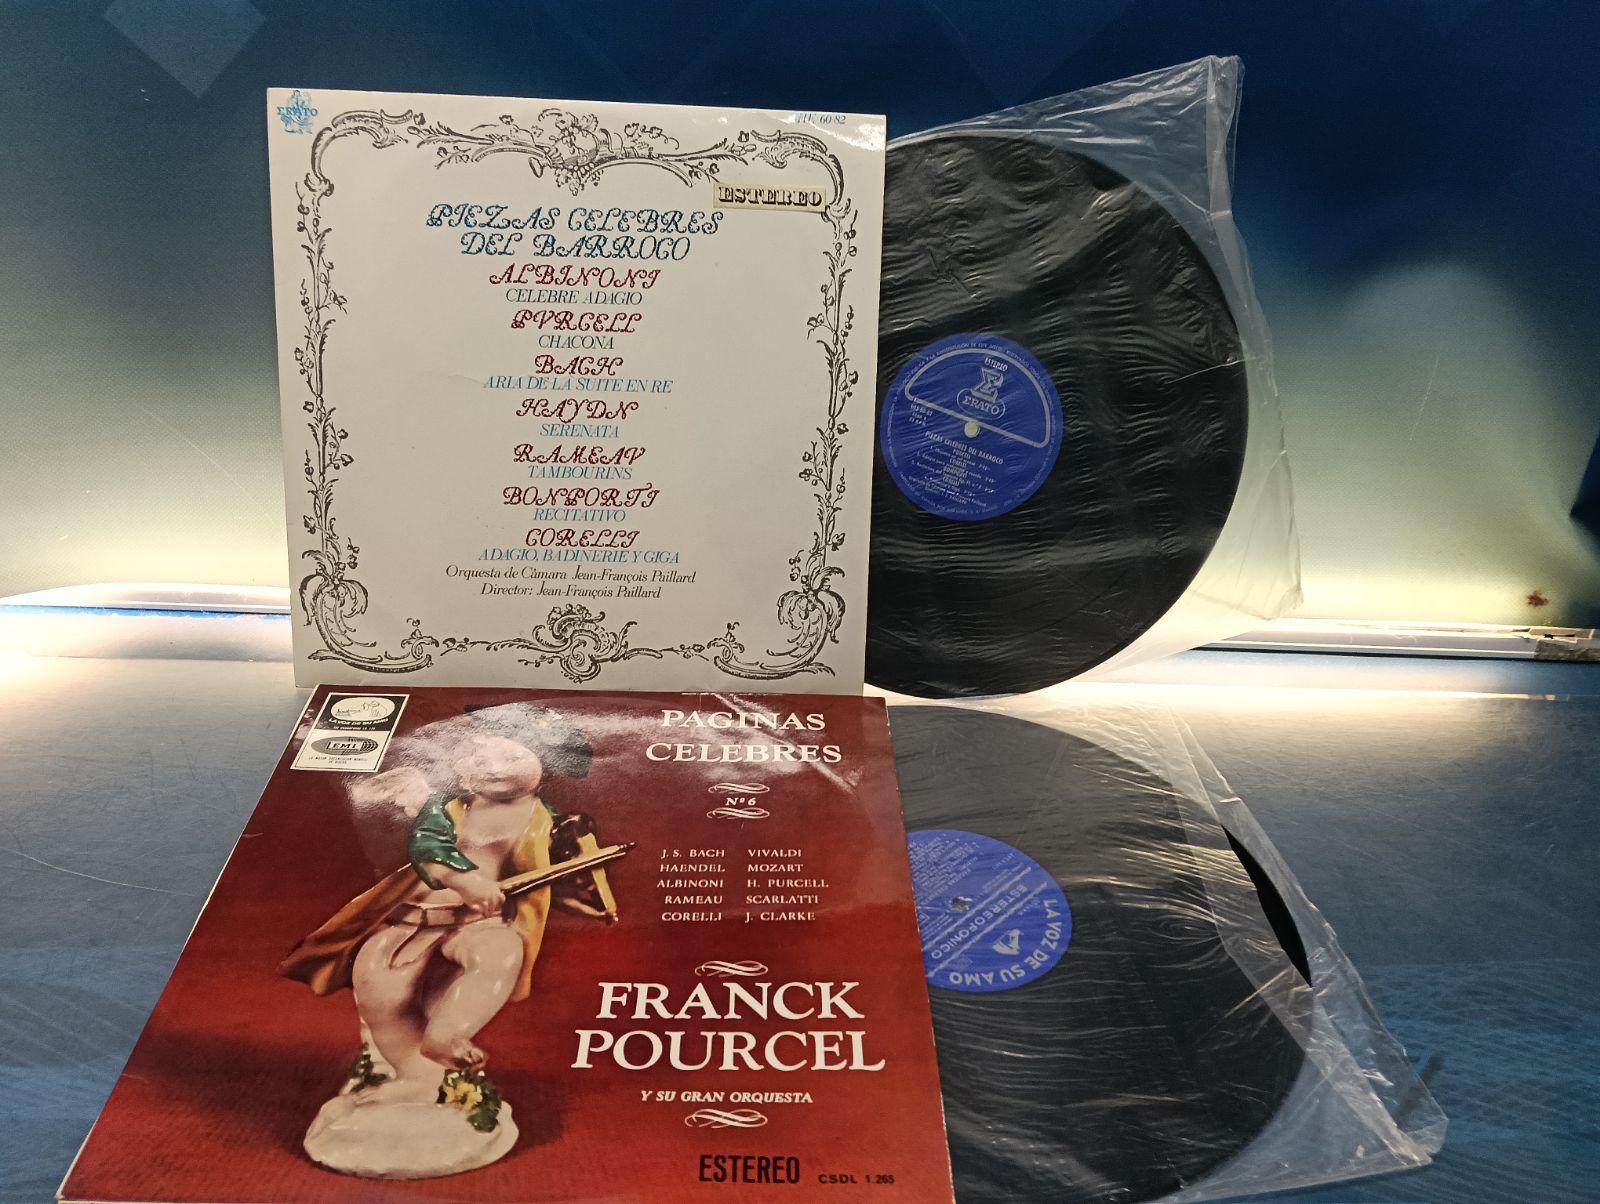 ERATO
HE 60 82
ESTEREO
PIEZAS CELEBRES
DEL BARROCO
ALBINONI
CELEBRE ADAGIO
PVRCELL
CHACONA
BACH
ARIA DE LA SUITE EN RE
HAYDN
SERENATA
RAMEAV
TAMBOURINS
BONPORTI
RECITATIVO
CORELLI
ADAGIO, BADINERIE Y GIGA
Orquesta de Cámara Jean-François Paillard
Director: Jean-François Paillard
ESTEREO
ERATO
PIEZAS CELEBRES DEL BARROCO
PURCELL
LA VOZ DE SU AMO
EMI
PAGINAS
CELEBRES
Nº 6
J. S. BACH VIVALDI
HAENDEL MOZART
ALBINONI H. PURCELL
RAMEAU SCARLATTI
CORELLI J. CLARKE
FRANCK
POURCEL
Y SU GRAN ORQUESTA
ESTEREO CSDL 1.265
LA VOZ DE SU AMO
ESTEREOFONICO